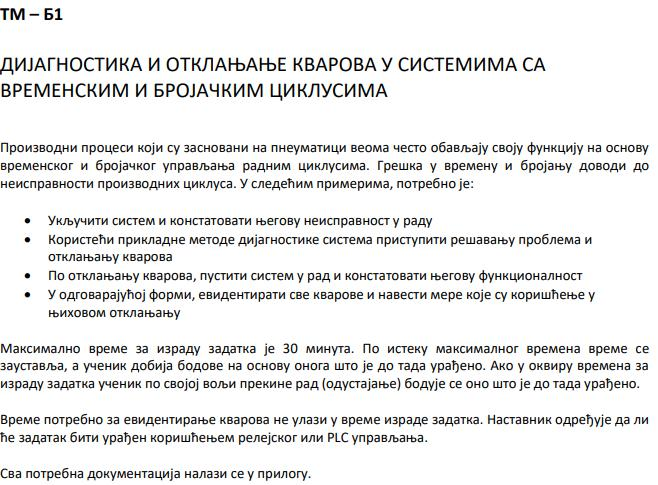 ТМ – Б1
ДИЈАГНОСТИКА И ОТКЛАЊАЊЕ КВАРОВА У СИСТЕМИМА СА
ВРЕМЕНСКИМ И БРОЈАЧКИМ ЦИКЛУСИМА
Производни процеси који су засновани на пнеуматици веома често обављају своју функцију на основу
временског и бројачког управљања радним циклусима. Грешка у времену и бројању доводи до
неисправности производних циклуса. У следећим примерима, потребно је:
• Укључити систем и констатовати његову неисправност у раду
• Користећи прикладне методе дијагностике система приступити решавању проблема и
отклањању кварова
• По отклањању кварова, пустити систем у рад и констатовати његову функционалност
• У одговарајућој форми, евидентирати све кварове и навести мере које су коришћење у
њиховом отклањању
Максимално време за израду задатка је 30 минута. По истеку максималног времена време се
зауставља, а ученик добија бодове на основу онога што је до тада урађено. Ако у оквиру времена за
израду задатка ученик по својој вољи прекине рад (одустајање) бодује се оно што је до тада урађено.
Време потребно за евидентирање кварова не улази у време израде задатка. Наставник одређује да ли
ће задатак бити урађен коришћењем релејског или PLC управљања.
Сва потребна документација налази се у прилогу.